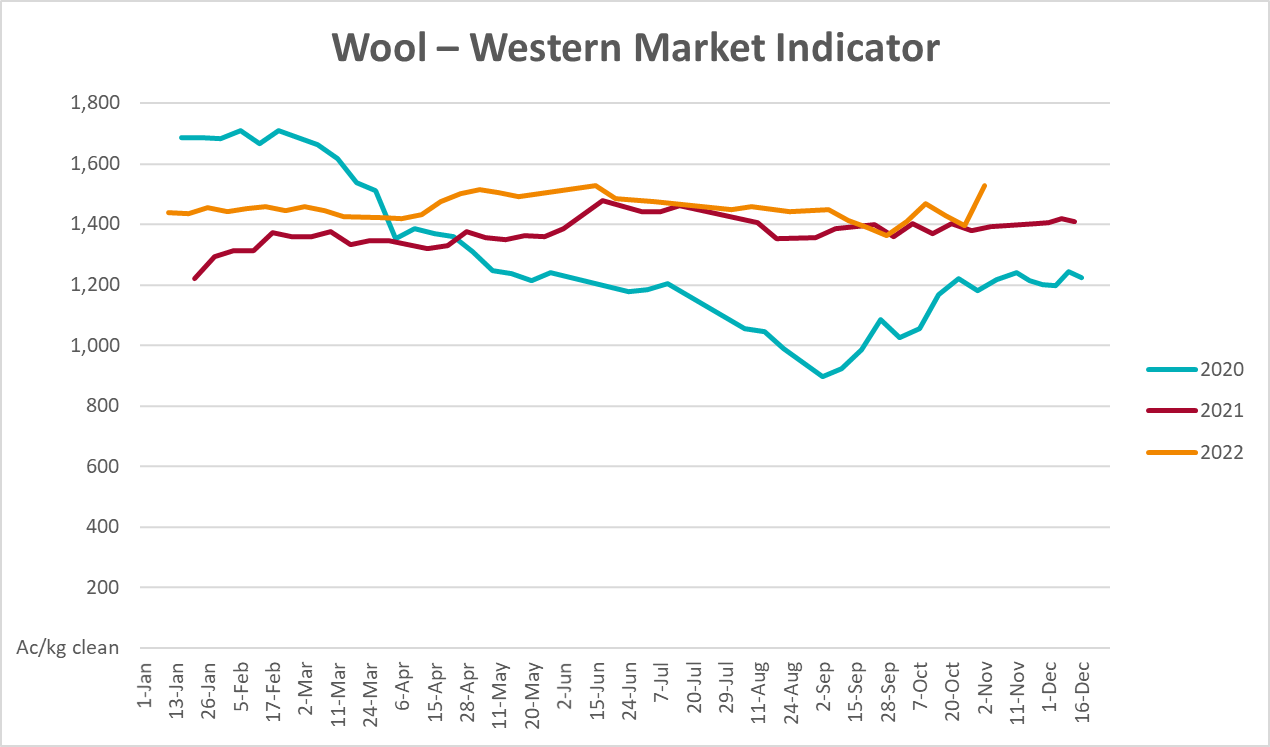 Wool – Western Market Indicator
1,800
1,600
1,400
1,200
1,000
800
600
400
200
Ac/kg clean
2020
2021
2022
1-Jan
13-Jan
26-Jan
5-Feb
17-Feb
2-Mar
11-Mar
24-Mar
6-Apr
15-Apr
28-Apr
11-May
20-May
2-Jun
15-Jun
24-Jun
7-Jul
20-Jul
29-Jul
11-Aug
24-Aug
2-Sep
15-Sep
28-Sep
7-Oct
20-Oct
2-Nov
11-Nov
1-Dec
16-Dec